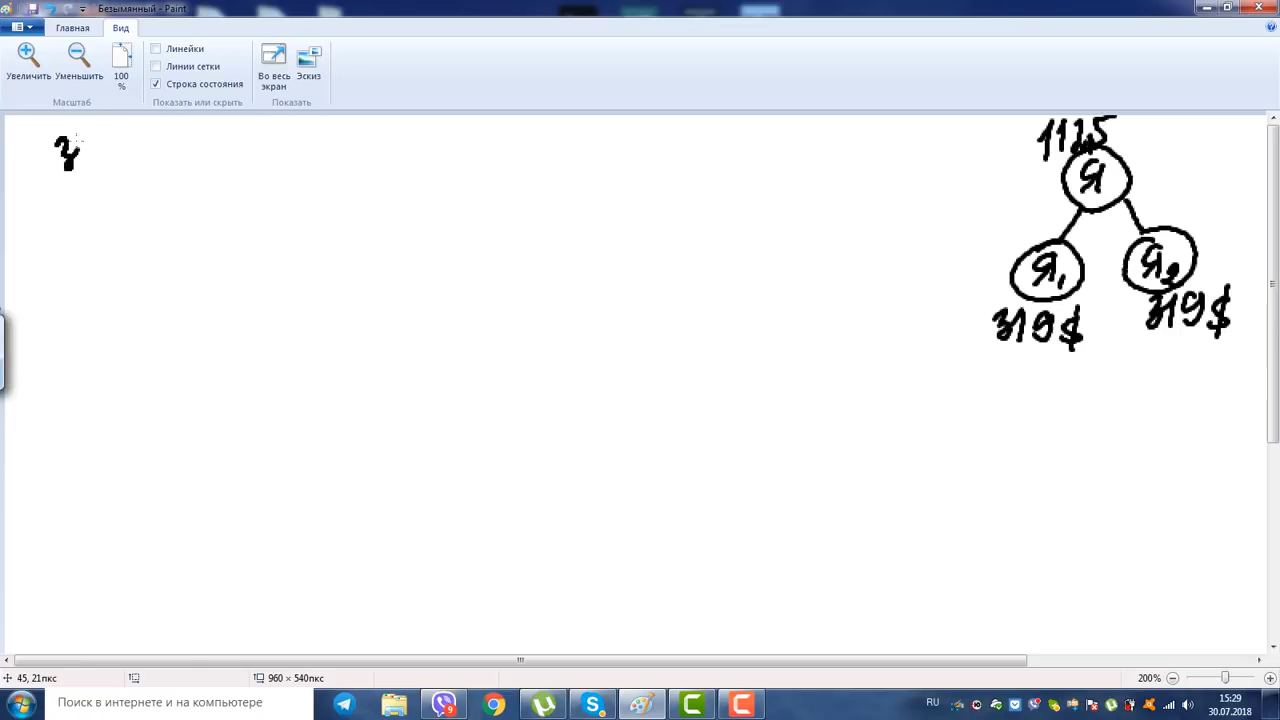 Безымянный - Paint
Главная
Вид
Увеличить
Уменьшить
100
%
Во весь
экран
Эскиз
Линейки
Линии сетки
Строка состояния
Масштаб
Показать или скрыть
Показать
Я
Я1
Я2
319$
319$
45, 21пкс
960 × 540пкс
200%
Поиск в интернете и на компьютере
9
RU
15:29
30.07.2018